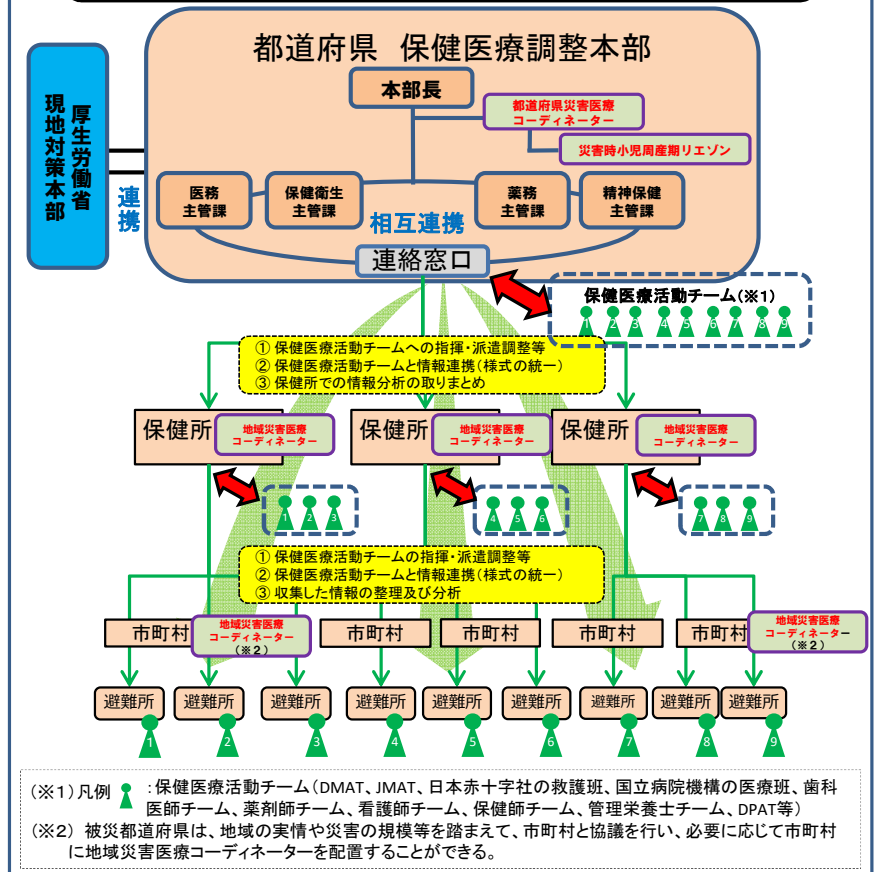 都道府県 保健医療調整本部
本部長
都道府県災害医療
コーディネーター
災害時小児周産期リエゾン
厚生労働省
現地対策本部
連携
医務
主管課
保健衛生
主管課
薬務
主管課
精神保健
主管課
相互連携
連絡窓口
保健医療活動チーム(※1)
1 2 3 4 5 6 7 8 9
① 保健医療活動チームへの指揮・派遣調整等
② 保健医療活動チームと情報連携(様式の統一)
③ 保健所での情報分析の取りまとめ
保健所
地域災害医療
コーディネーター
保健所
地域災害医療
コーディネーター
保健所
地域災害医療
コーディネーター
1 2 3
4 5 6
7 8 9
① 保健医療活動チームの指揮・派遣調整等
② 保健医療活動チームと情報連携(様式の統一)
③ 収集した情報の整理及び分析
市町村
地域災害医療
コーディネーター
(※2)
市町村
市町村
市町村
市町村
地域災害医療
コーディネーター
(※2)
避難所 避難所 避難所 避難所 避難所 避難所 避難所 避難所 避難所
1 2 3 4 5 6 7 8 9
(※1)凡例 :保健医療活動チーム(DMAT、JMAT、日本赤十字社の救護班、国立病院機構の医療班、歯科
医師チーム、薬剤師チーム、看護師チーム、保健師チーム、管理栄養士チーム、DPAT等)
(※2) 被災都道府県は、地域の実情や災害の規模等を踏まえて、市町村と協議を行い、必要に応じて市町村
に地域災害医療コーディネーターを配置することができる。